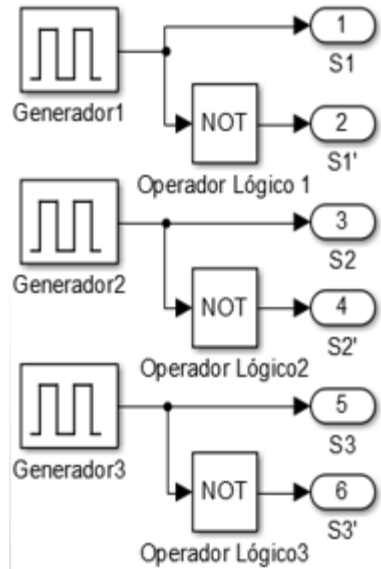 1
S1
Generador1
NOT
2
S1'
Operador Lógico 1
3
S2
Generador2
NOT
4
S2'
Operador Lógico2
5
S3
Generador3
NOT
6
S3'
Operador Lógico3